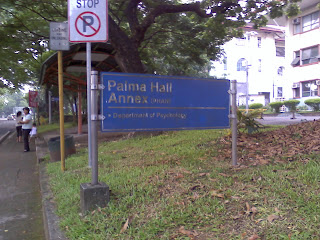 STOP
P
Palma Hall
Annex
• Department of Psychology